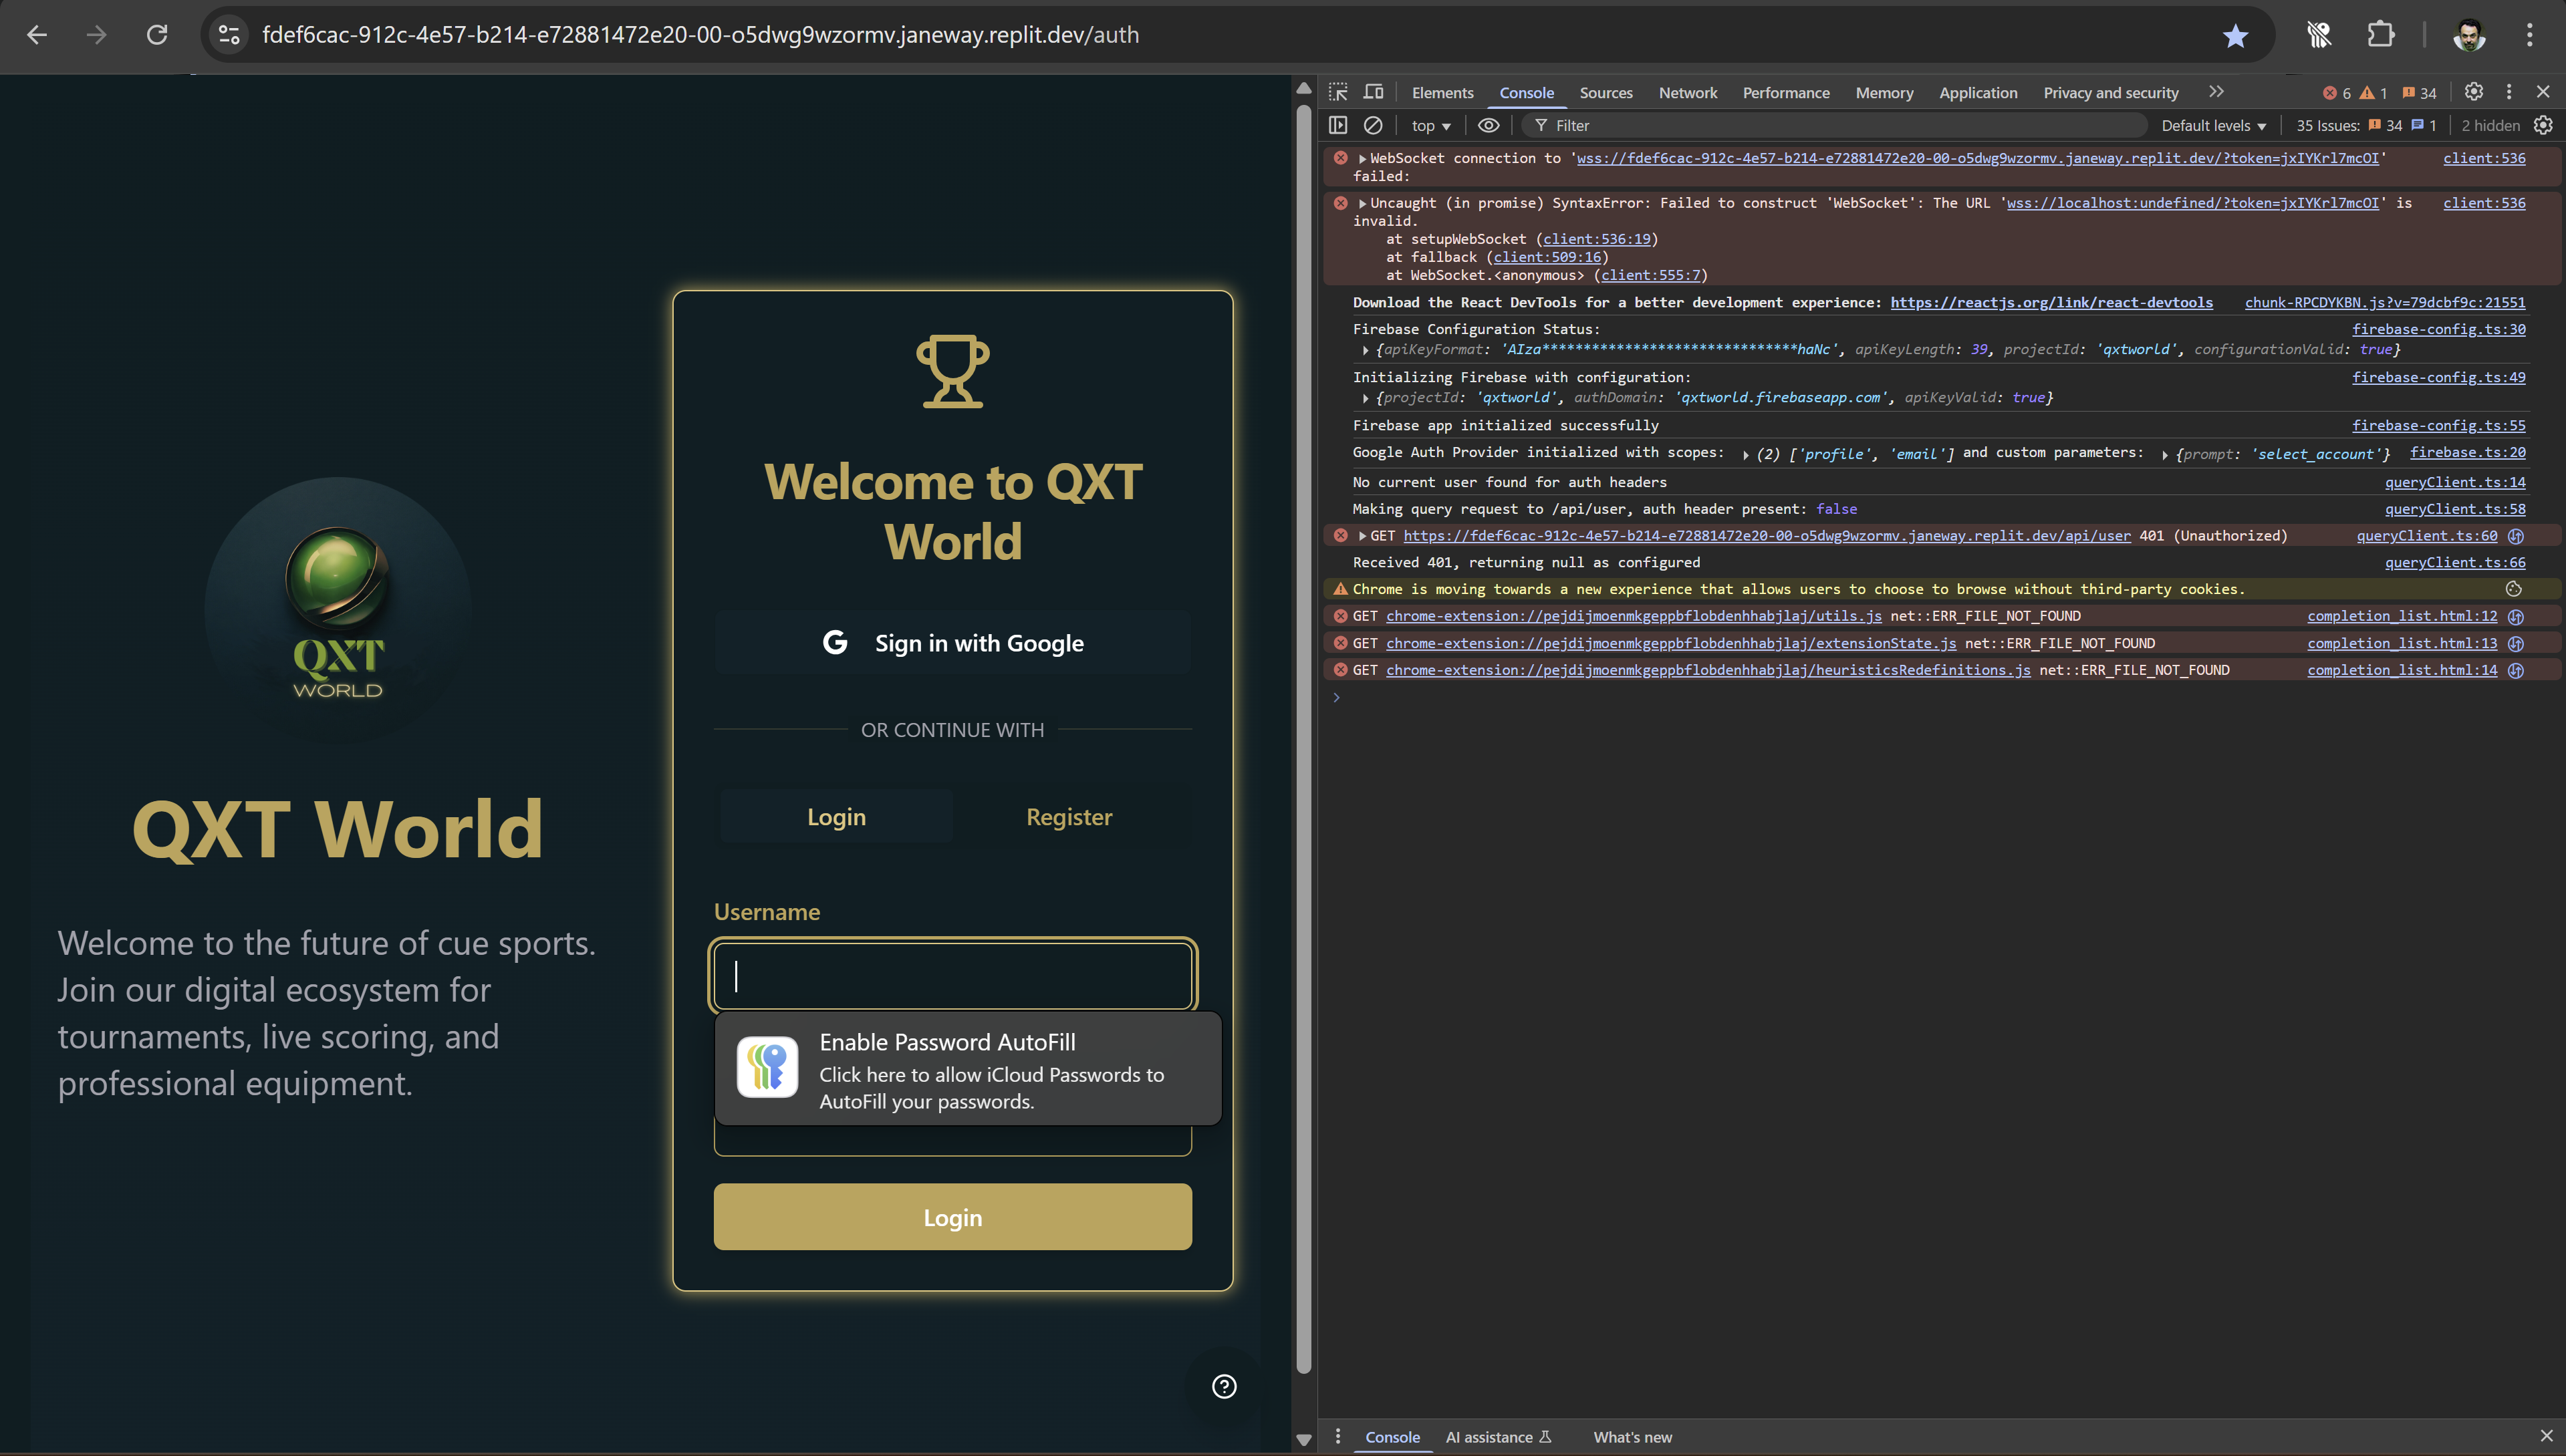 fdef6cac-912c-4e57-b214-e72881472e20-00-o5dwg9wzormv.janeway.replit.dev/auth
QXT
WORLD
QXT World
Welcome to the future of cue sports.
Join our digital ecosystem for
tournaments, live scoring, and
professional equipment.
Welcome to QXT
World
Sign in with Google
OR CONTINUE WITH
Login Register
Username
Enable Password AutoFill
Click here to allow iCloud Passwords to
AutoFill your passwords.
Login
Elements Console Sources Network Performance Memory Application Privacy and security 6 1 34
top Filter Default levels 35 Issues: 34 1 2 hidden
WebSocket connection to 'wss://fdef6cac-912c-4e57-b214-e72881472e20-00-o5dwg9wzormv.janeway.replit.dev/?token=jxIYKrl7mcOI' client:536
failed:
Uncaught (in promise) SyntaxError: Failed to construct 'WebSocket': The URL 'wss://localhost:undefined/?token=jxIYKrl7mcOI' is client:536
invalid.
at setupWebSocket (client:536:19)
at fallback (client:509:16)
at WebSocket.<anonymous> (client:555:7)
Download the React DevTools for a better development experience: https://reactjs.org/link/react-devtools chunk-RPCDYKBN.js?v=79dcbf9c:21551
Firebase Configuration Status: firebase-config.ts:30
{apiKeyFormat: 'AIza*******************************haNc', apiKeyLength: 39, projectId: 'qxtworld', configurationValid: true}
Initializing Firebase with configuration: firebase-config.ts:49
{projectId: 'qxtworld', authDomain: 'qxtworld.firebaseapp.com', apiKeyValid: true}
Firebase app initialized successfully firebase-config.ts:55
Google Auth Provider initialized with scopes: (2) ['profile', 'email'] and custom parameters: {prompt: 'select_account'} firebase.ts:20
No current user found for auth headers queryClient.ts:14
Making query request to /api/user, auth header present: false queryClient.ts:58
GET https://fdef6cac-912c-4e57-b214-e72881472e20-00-o5dwg9wzormv.janeway.replit.dev/api/user 401 (Unauthorized) queryClient.ts:60
Received 401, returning null as configured queryClient.ts:66
Chrome is moving towards a new experience that allows users to choose to browse without third-party cookies.
GET chrome-extension://pejdijmoenmkgeppbflobdenhhabjlaj/utils.js net::ERR_FILE_NOT_FOUND completion_list.html:12
GET chrome-extension://pejdijmoenmkgeppbflobdenhhabjlaj/extensionState.js net::ERR_FILE_NOT_FOUND completion_list.html:13
GET chrome-extension://pejdijmoenmkgeppbflobdenhhabjlaj/heuristicsRedefinitions.js net::ERR_FILE_NOT_FOUND completion_list.html:14
Console AI assistance What's new